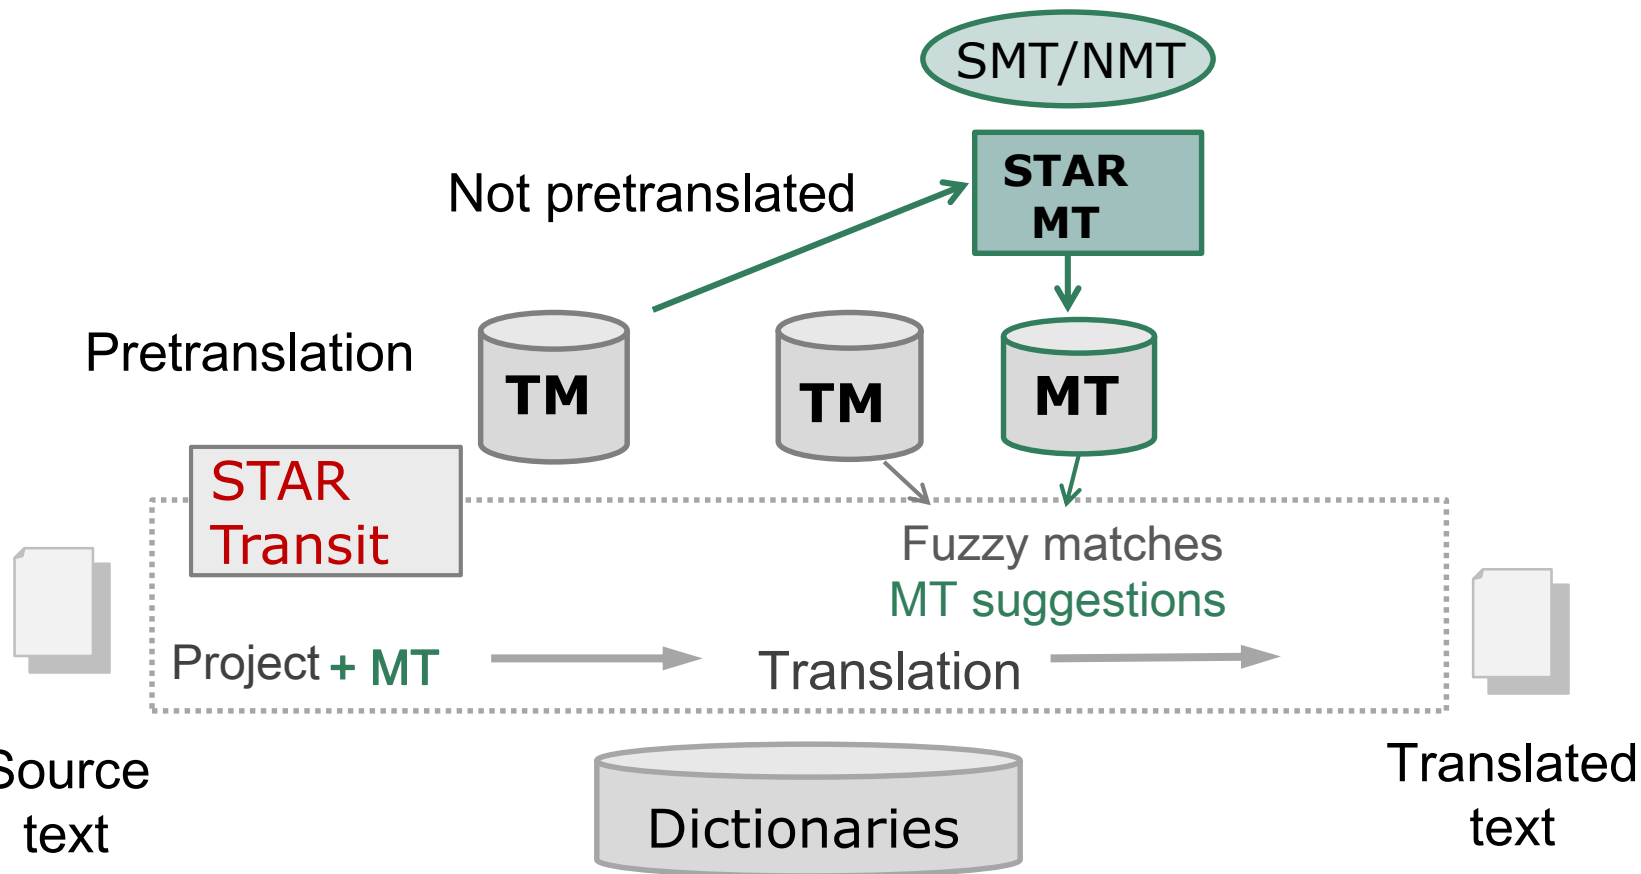 SMT/NMT
STAR
MT
Not pretranslated
Pretranslation
TM
TM
MT
STAR
Transit
Fuzzy matches
MT suggestions
Project + MT
Translation
Source
text
Translated
text
Dictionaries